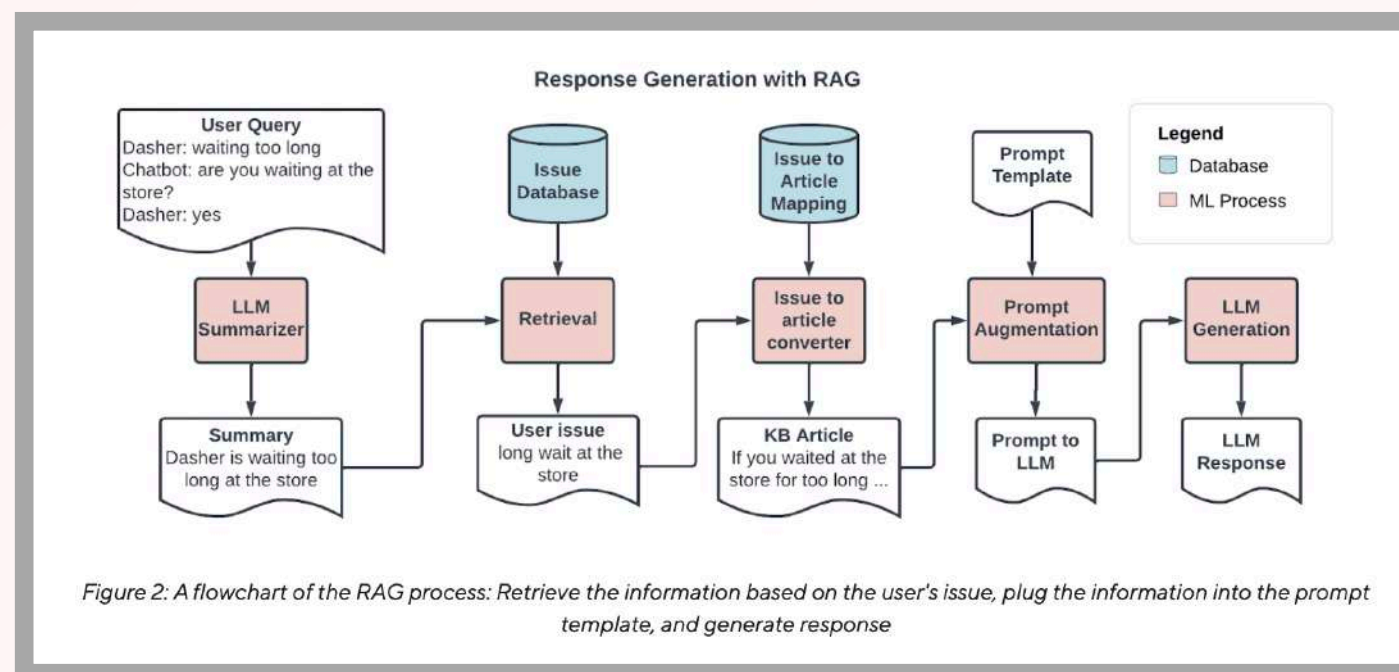 Response Generation with RAG
User Query
Dasher: waiting too long
Chatbot: are you waiting at the
store?
Dasher: yes
Issue
Database
Issue to
Article
Mapping
Prompt
Template
Legend
Database
ML Process
LLM
Summarizer
Retrieval
Issue to
article
converter
Prompt
Augmentation
LLM
Generation
Summary
Dasher is waiting too
long at the store
User issue
long wait at the
store
KB Article
If you waited at the
store for too long ...
Prompt to
LLM
LLM
Response
Figure 2: A flowchart of the RAG process: Retrieve the information based on the user's issue, plug the information into the prompt
template, and generate response